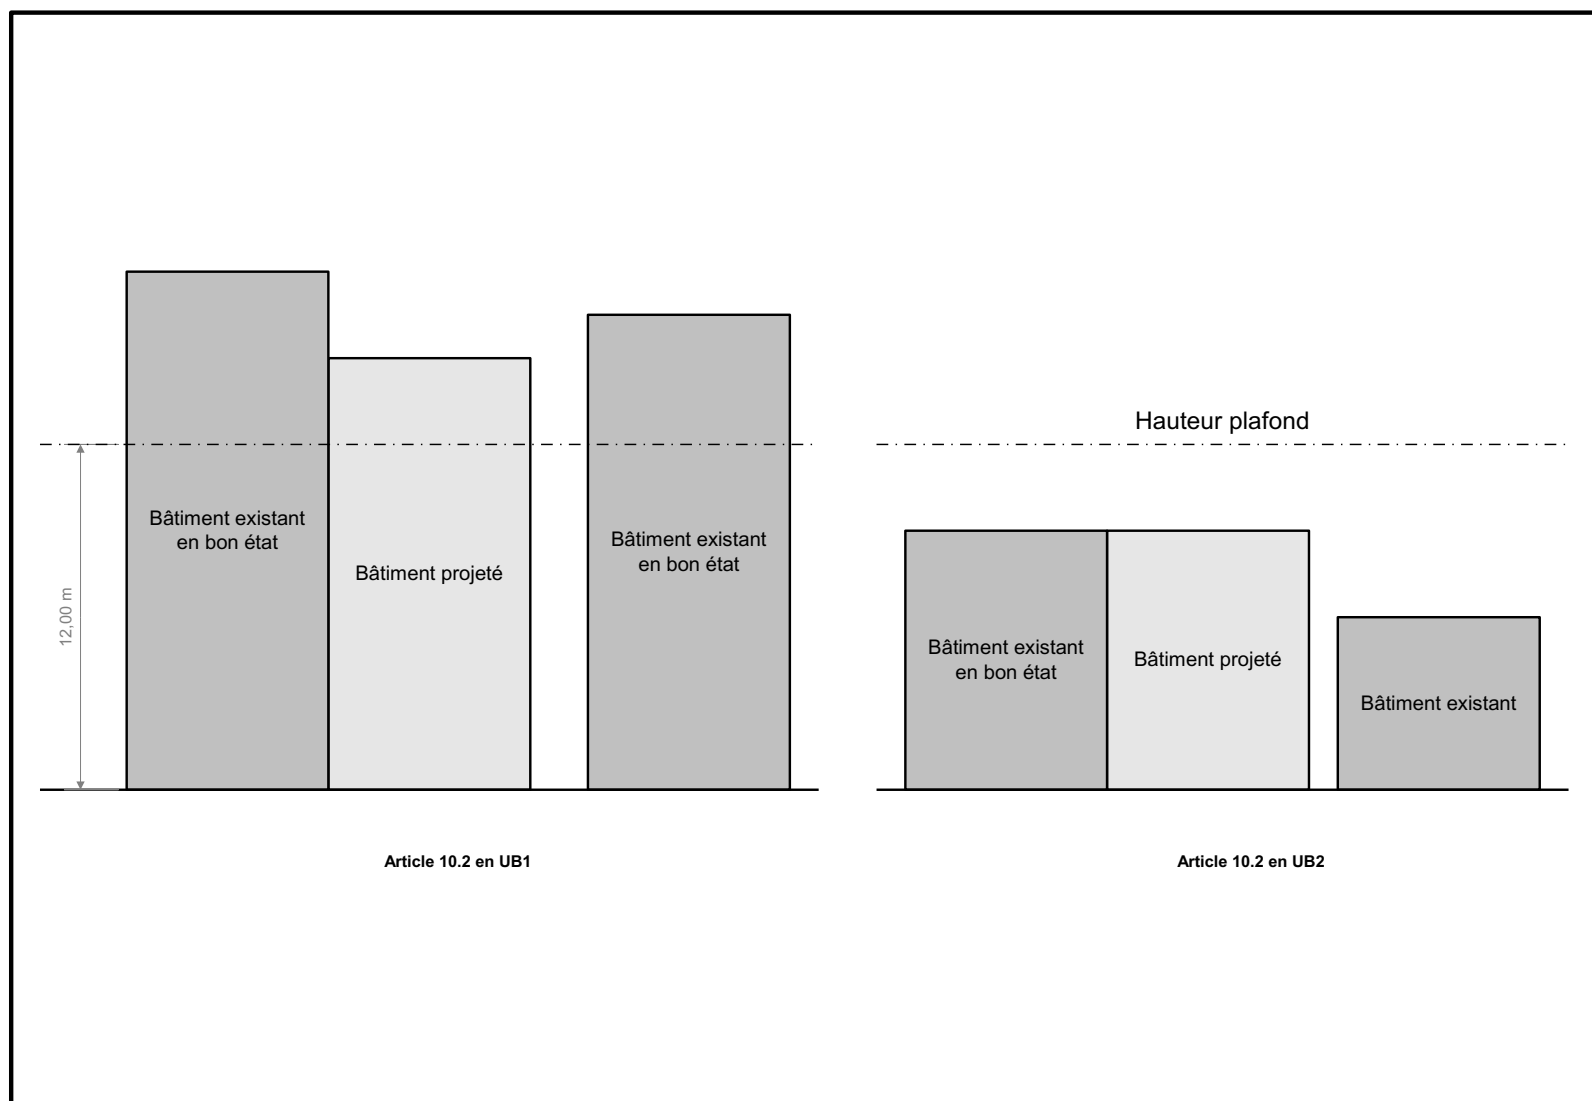 Hauteur plafond
Bâtiment existant
en bon état
Bâtiment projeté
Bâtiment existant
en bon état
12,00 m
Bâtiment existant
en bon état
Bâtiment projeté
Bâtiment existant
Article 10.2 en UB1
Article 10.2 en UB2